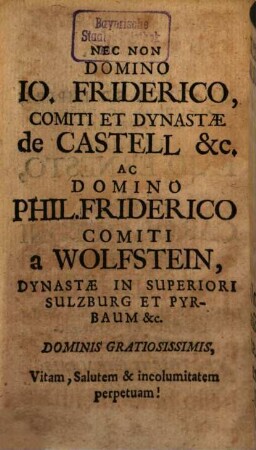 Bayerische
NEC NON
DOMINO
IO. FRIDERICO,
COMITI ET DYNASTÆ
de CASTELL &c.
AC
DOMINO
PHIL. FRIDERICO
COMITI
a WOLFSTEIN,
DYNASTÆ IN SUPERIORI
SULZBURG ET PYR-
BAUM &c.
DOMINIS GRATIOSISSIMIS,
Vitam, Salutem & incolumitatem
perpetuam!